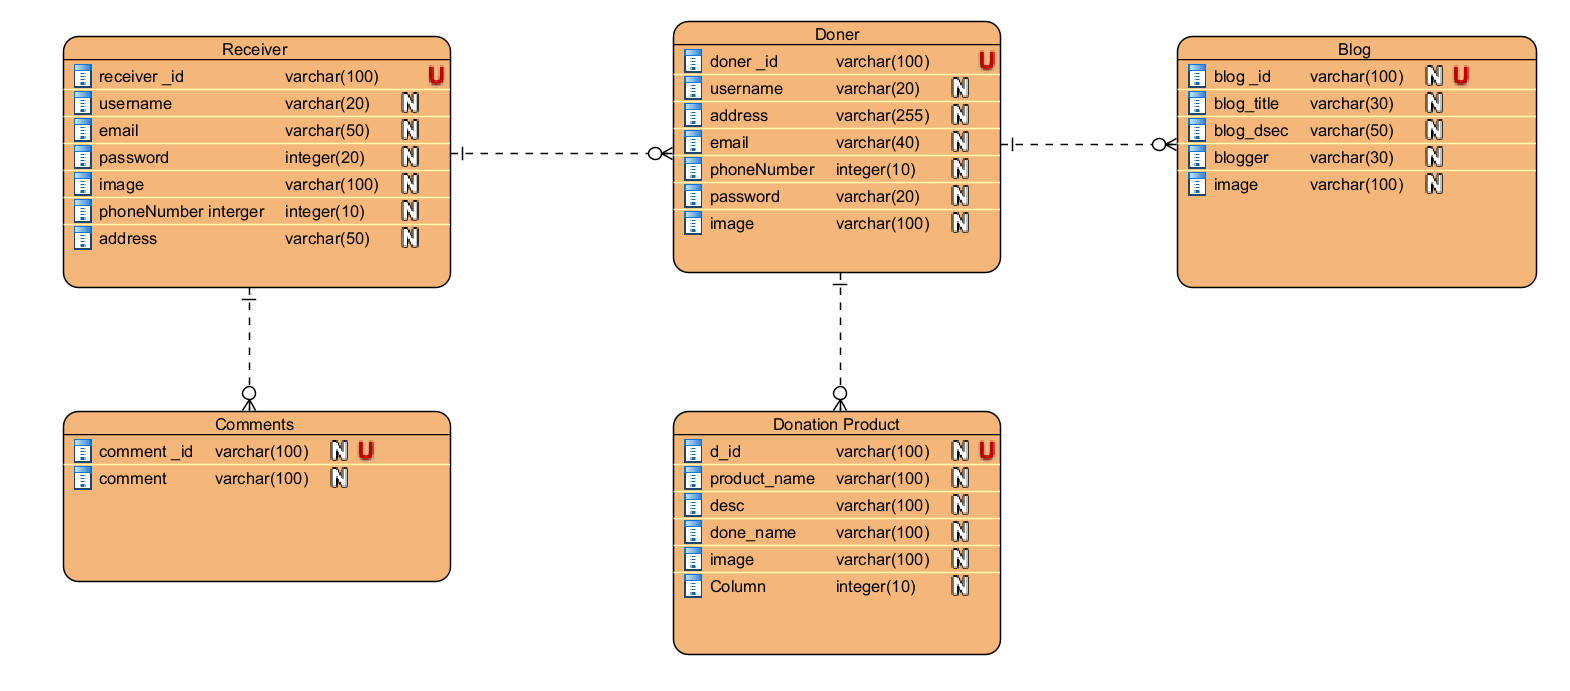 Receiver
receiver _id varchar(100) U
username varchar(20) N
email varchar(50) N
password integer(20) N
image varchar(100) N
phoneNumber interger integer(10) N
address varchar(50) N
Doner
doner _id varchar(100) U
username varchar(20) N
address varchar(255) N
email varchar(40) N
phoneNumber integer(10) N
password varchar(20) N
image varchar(100) N
Blog
blog _id varchar(100) N U
blog_title varchar(30) N
blog_dsec varchar(50) N
blogger varchar(30) N
image varchar(100) N
Comments
comment _id varchar(100) N U
comment varchar(100) N
Donation Product
d_id varchar(100) N U
product_name varchar(100) N
desc varchar(100) N
done_name varchar(100) N
image varchar(100) N
Column integer(10) N